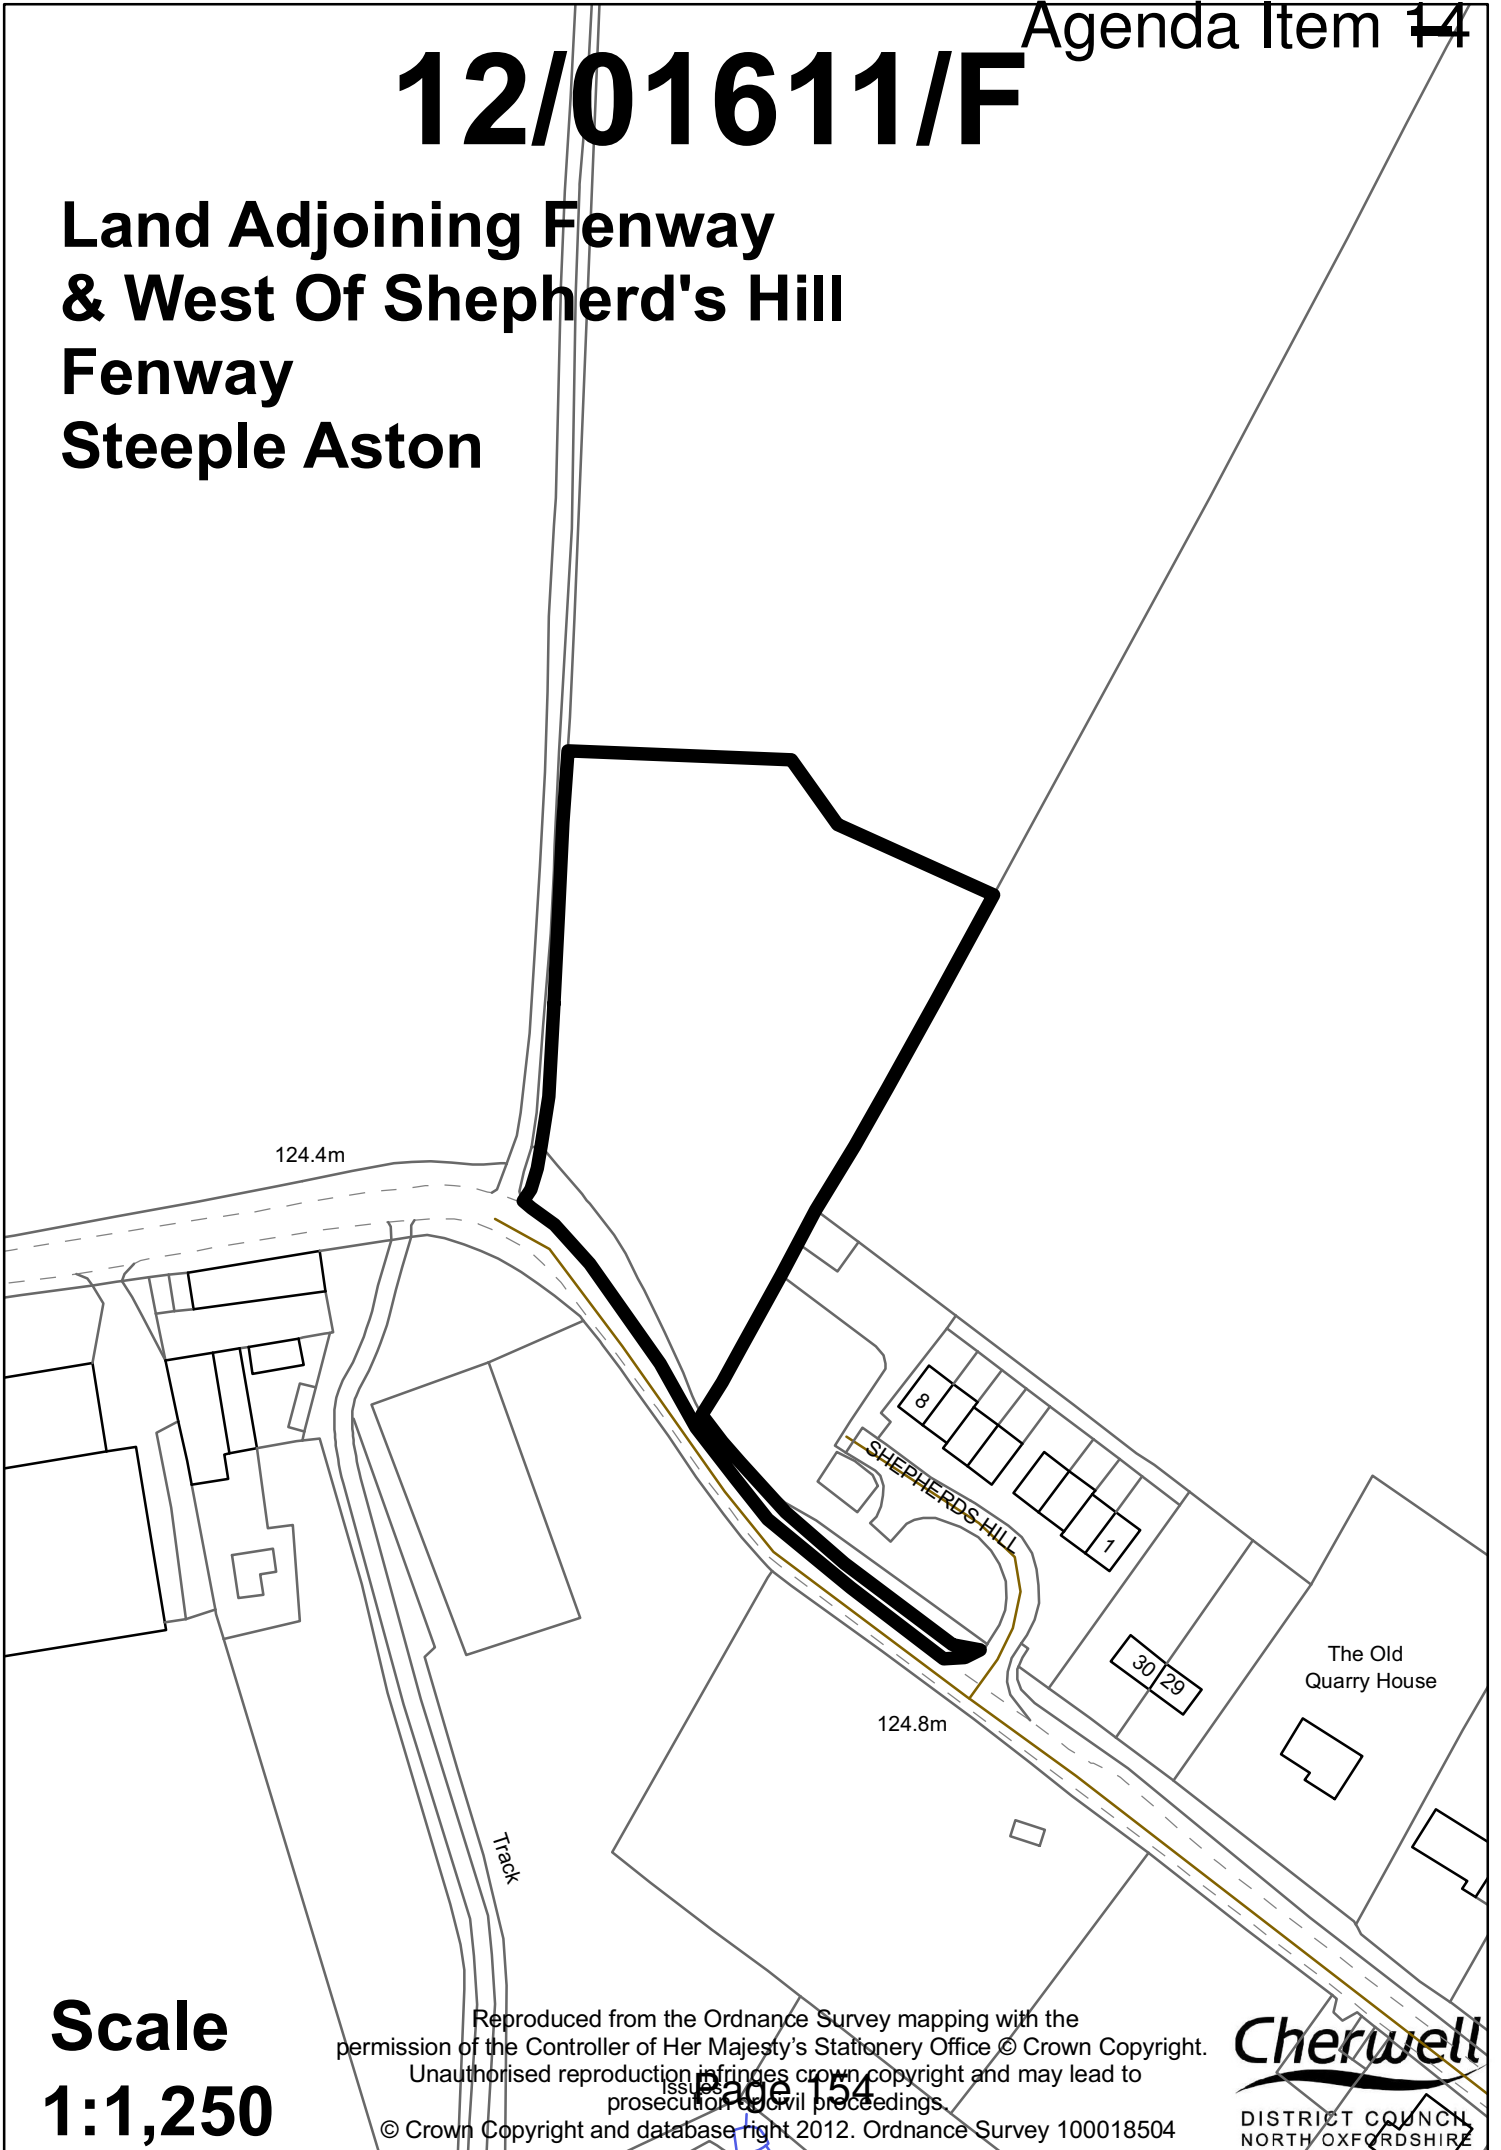 Agenda Item 14
12/01611/F
Land Adjoining Fenway
& West Of Shepherd's Hill
Fenway
Steeple Aston
124.4m
8
SHEPHERDS HILL
1
30
29
The Old
Quarry House
124.8m
Track
Scale
1:1,250
Reproduced from the Ordnance Survey mapping with the
permission of the Controller of Her Majesty's Stationery Office © Crown Copyright.
Unauthorised reproduction infringes crown copyright and may lead to
prosecution or civil proceedings.
© Crown Copyright and database right 2012. Ordnance Survey 100018504
Issues
Page 154
Cherwell
DISTRICT COUNCIL
NORTH OXFORDSHIRE